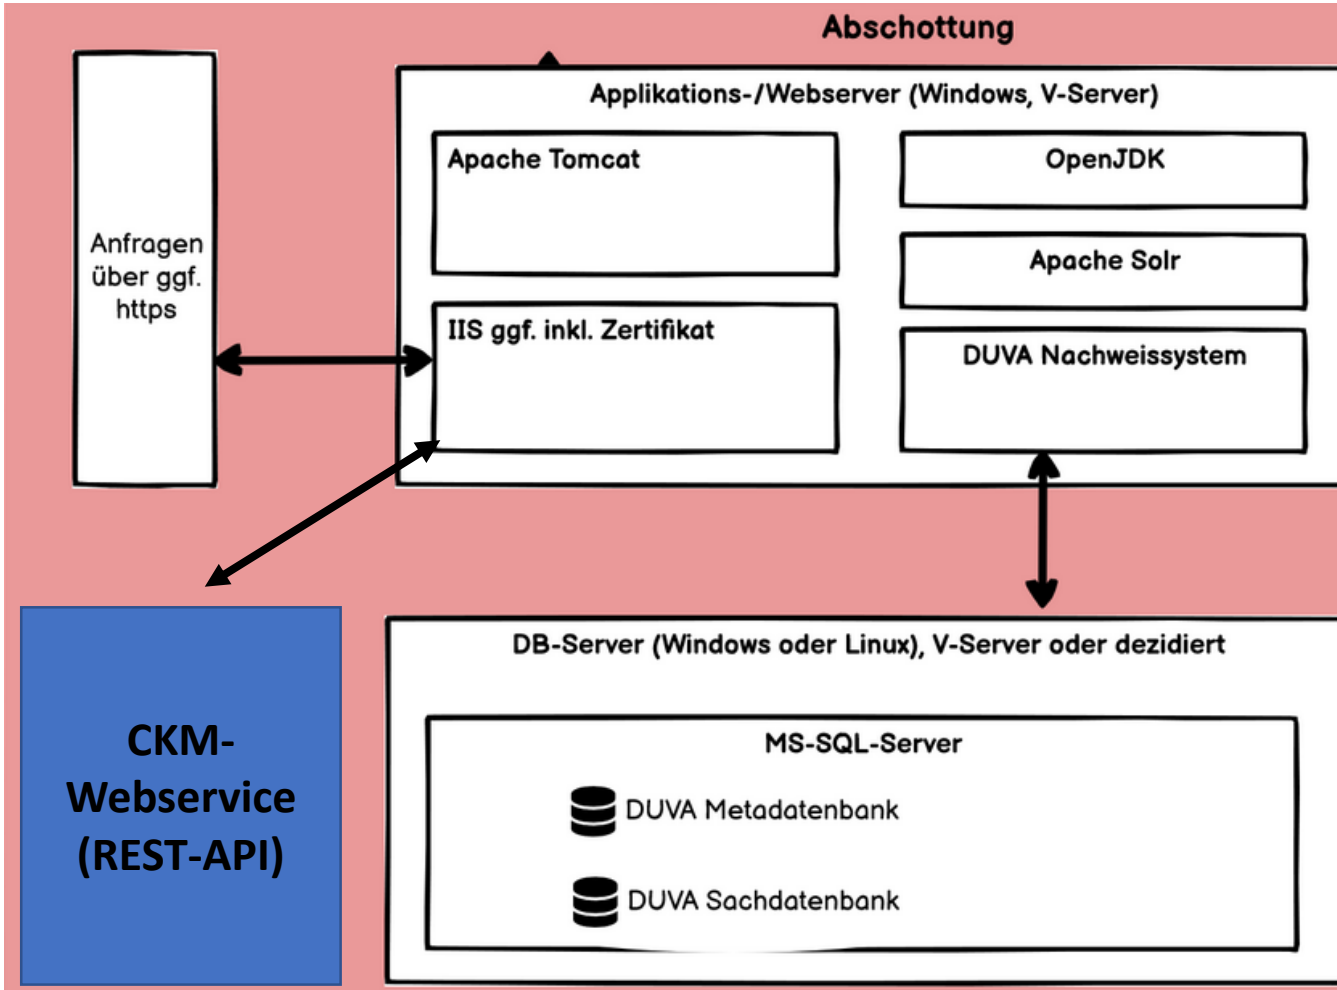 Abschottung
Applikations-/Webserver (Windows, V-Server)
Apache Tomcat
OpenJDK
Anfragen
über ggf.
https
Apache Solr
IIS ggf. inkl. Zertifikat
DUVA Nachweissystem
DB-Server (Windows oder Linux), V-Server oder dezidiert
CKM-
Webservice
(REST-API)
MS-SQL-Server
DUVA Metadatenbank
DUVA Sachdatenbank